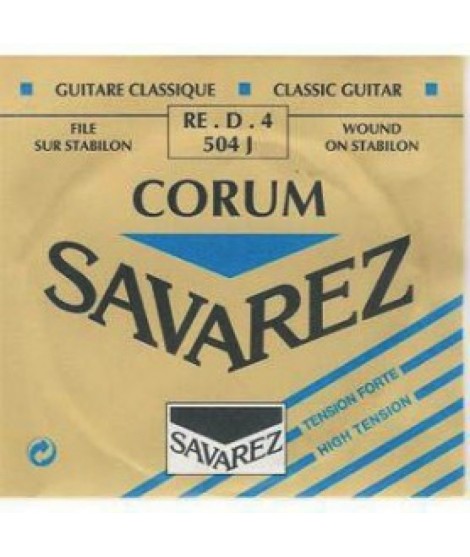 GUITARE CLASSIQUE CLASSIC GUITAR
FILE
SUR STABILON
RE . D . 4
504 J
WOUND
ON STABILON
CORUM
SAVAREZ
TENSION FORTE
HIGH TENSION
SAVAREZ